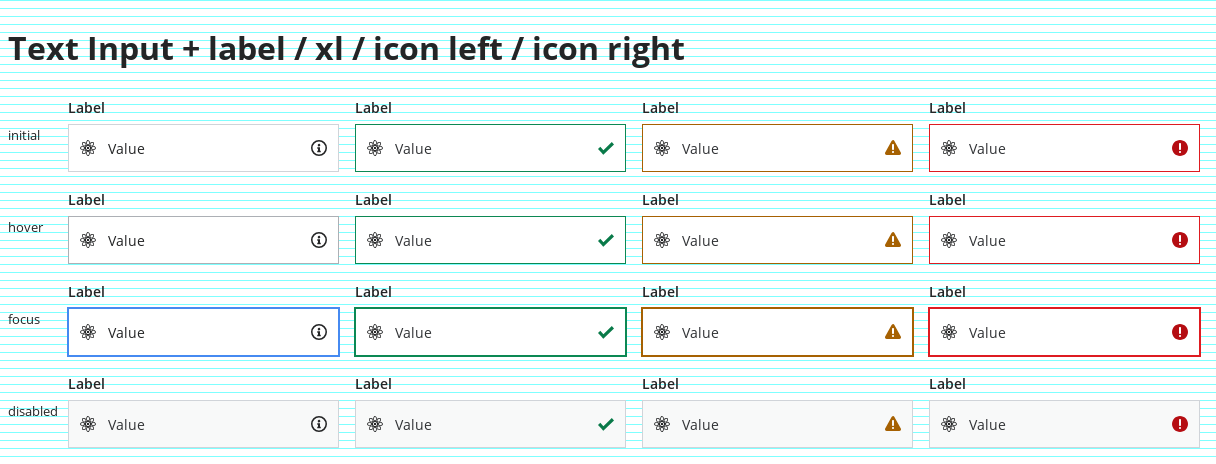 Text Input + label / xl / icon left / icon right
Label Label Label Label
initial Value Value Value Value
Label Label Label Label
hover Value Value Value Value
Label Label Label Label
focus Value Value Value Value
Label Label Label Label
disabled Value Value Value Value